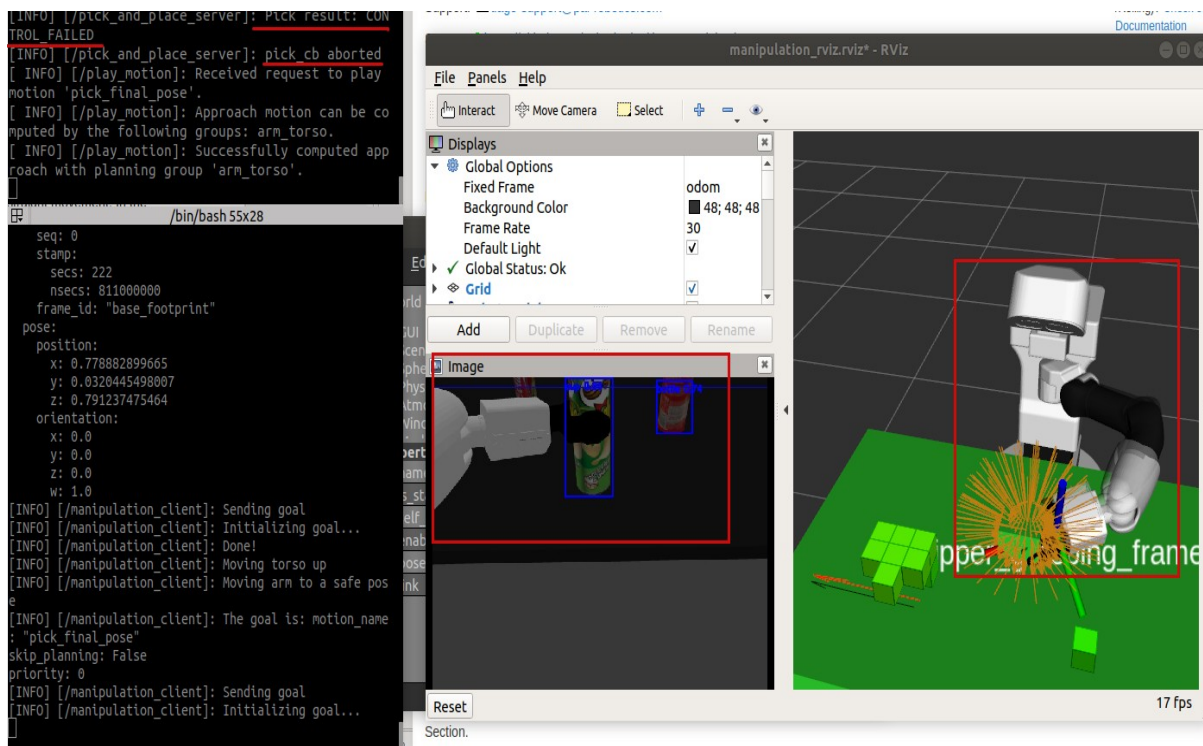 [INFO] [/pick_and_place_server]: Pick result: CON
TROL_FAILED
[INFO] [/pick_and_place_server]: pick_cb aborted
[ INFO] [/play_motion]: Received request to play
motion 'pick_final_pose'.
[ INFO] [/play_motion]: Approach motion can be co
mputed by the following groups: arm_torso.
[ INFO] [/play_motion]: Successfully computed app
roach with planning group 'arm_torso'.
/bin/bash 55x28
seq: 0
stamp:
secs: 222
nsecs: 811000000
frame_id: "base_footprint"
pose:
position:
x: 0.778882899665
y: 0.0320445498007
z: 0.791237475464
orientation:
x: 0.0
y: 0.0
z: 0.0
w: 1.0
[INFO] [/manipulation_client]: Sending goal
[INFO] [/manipulation_client]: Initializing goal...
[INFO] [/manipulation_client]: Done!
[INFO] [/manipulation_client]: Moving torso up
[INFO] [/manipulation_client]: Moving arm to a safe pos
e
[INFO] [/manipulation_client]: The goal is: motion_name
: "pick_final_pose"
skip_planning: False
priority: 0
[INFO] [/manipulation_client]: Sending goal
[INFO] [/manipulation_client]: Initializing goal...
Documentation
manipulation_rviz.rviz* - RViz
File Panels Help
Interact Move Camera Select
Displays
Global Options
Fixed Frame odom
Background Color 48; 48; 48
Frame Rate 30
Default Light
Global Status: Ok
Grid
Add Duplicate Remove Rename
Image
Reset
17 fps
Section.